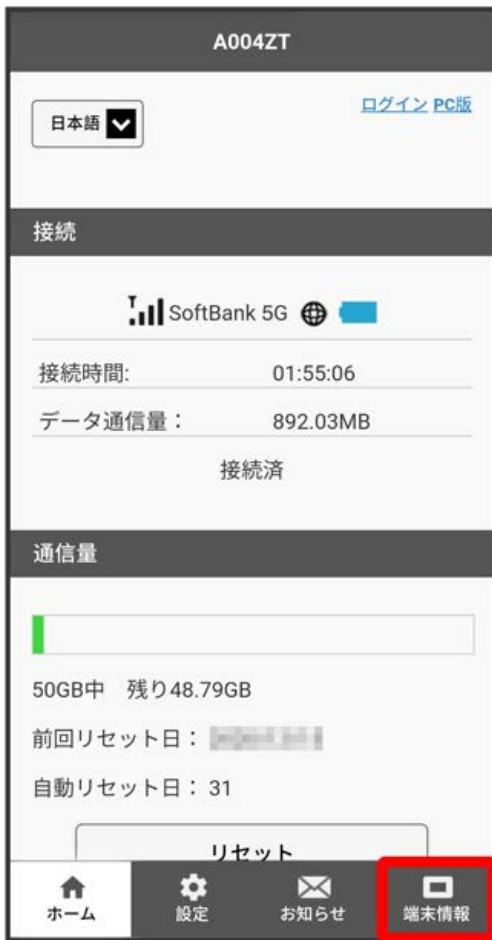 A004ZT
日本語
ログイン PC版
接続
SoftBank 5G
接続時間: 01:55:06
データ通信量： 892.03MB
接続済
通信量
50GB中　残り48.79GB
前回リセット日：
自動リセット日： 31
リセット
ホーム 設定 お知らせ 端末情報